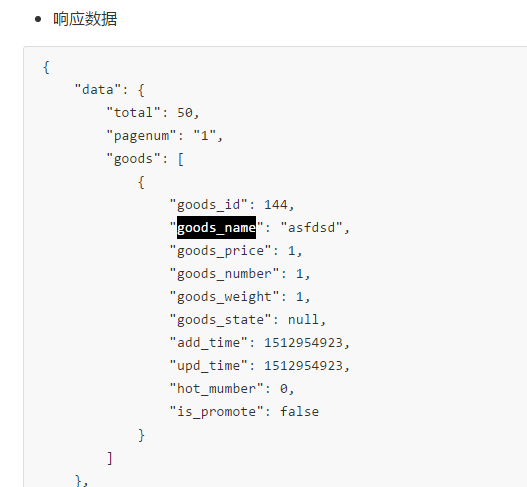 响应数据
{
"data": {
"total": 50,
"pagenum": "1",
"goods": [
{
"goods_id": 144,
"goods_name": "asfdsd",
"goods_price": 1,
"goods_number": 1,
"goods_weight": 1,
"goods_state": null,
"add_time": 1512954923,
"upd_time": 1512954923,
"hot_mumber": 0,
"is_promote": false
}
]
},